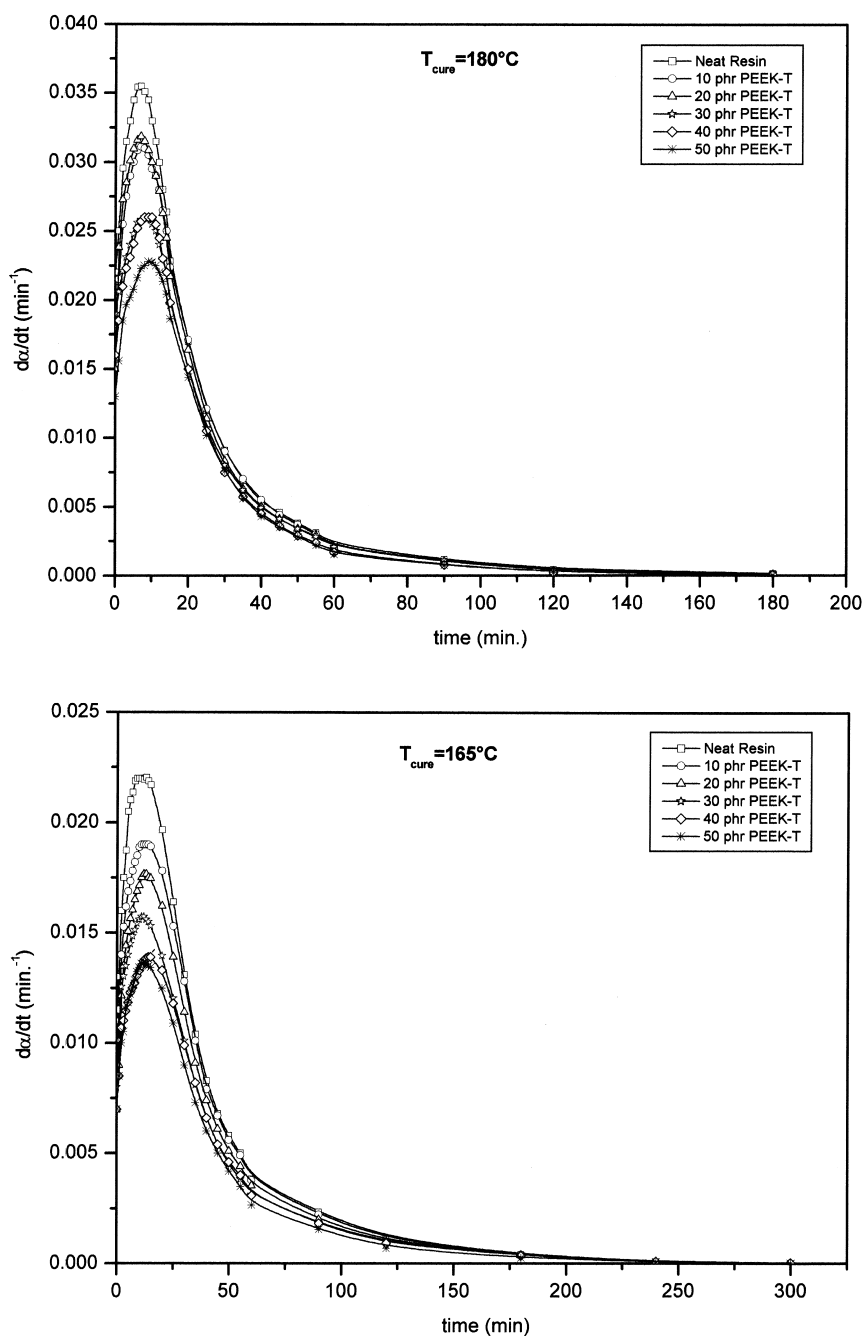 T_cure=180°C
Neat Resin
10 phr PEEK-T
20 phr PEEK-T
30 phr PEEK-T
40 phr PEEK-T
50 phr PEEK-T
0.040
0.035
0.030
0.025
0.020
0.015
0.010
0.005
0.000
dα/dt (min⁻¹)
0 20 40 60 80 100 120 140 160 180 200
time (min.)
T_cure=165°C
Neat Resin
10 phr PEEK-T
20 phr PEEK-T
30 phr PEEK-T
40 phr PEEK-T
50 phr PEEK-T
0.025
0.020
0.015
0.010
0.005
0.000
dα/dt (min.⁻¹)
0 50 100 150 200 250 300
time (min)